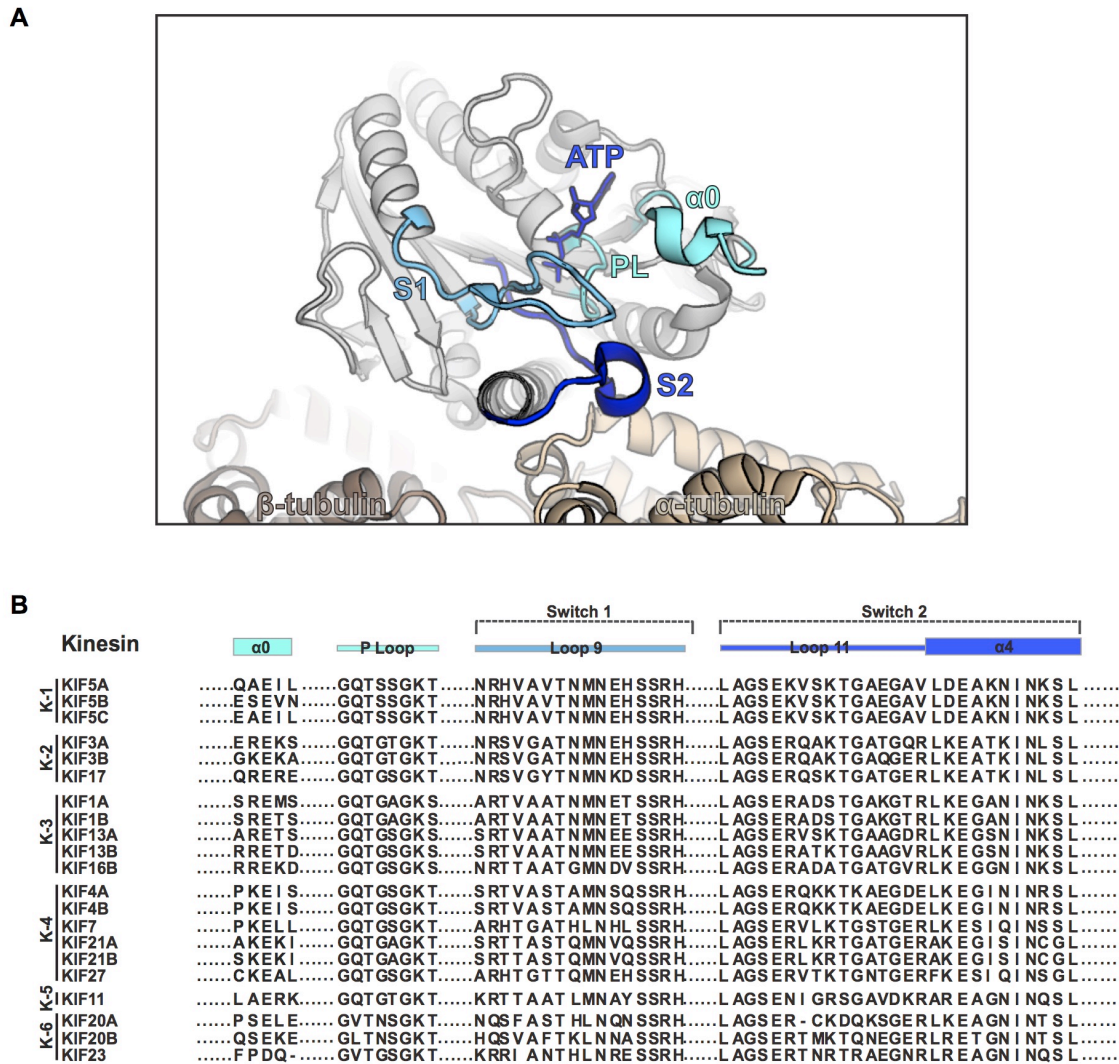 A
ATP
α0
PL
S1
S2
β-tubulin
α-tubulin
B
Switch 1
Switch 2
Kinesin
α0
P Loop
Loop 9
Loop 11
α4
K-1
KIF5A ......QAEIL......GQTSSGKT......NRHVAVTNMNEHSSRH......LAGSEKVSKTGAEGAVLDEAKNINKSL......
KIF5B ......ESEVN......GQTSSGKT......NRHVAVTNMNEHSSRH......LAGSEKVSKTGAEGAVLDEAKNINKSL......
KIF5C ......EAEIL......GQTSSGKT......NRHVAVTNMNEHSSRH......LAGSEKVSKTGAEGAVLDEAKNINKSL......
K-2
KIF3A ......EREKS......GQTGTGKT......NRSVGATNMNEHSSRH......LAGSERQAKTGATGQRLKEATKINLSL......
KIF3B ......GKEKA......GQTGTGKT......NRSVGATNMNEHSSRH......LAGSERQAKTGAQGERLKEATKINLSL......
KIF17 ......QRERE......GQTGSGKT......NRSVGYTNMNKDSSRH......LAGSERQSKTGATGERLKEATKINLSL......
K-3
KIF1A ......SREMS......GQTGAGKS......ARTVAATNMNETSSRH......LAGSERADSTGAKGTRLKEGANINKSL......
KIF1B ......SRETS......GQTGAGKS......ARTVAATNMNETSSRH......LAGSERADSTGAKGTRLKEGANINKSL......
KIF13A ......ARETS......GQTGSGKS......SRTVAATNMNEESSRH......LAGSERVSKTGAAGDRLKEGSNINKSL......
KIF13B ......RRETD......GQTGSGKS......SRTVAATNMNEESSRH......LAGSERATKTGAAGVRLKEGSNINKSL......
KIF16B ......RREKD......GQTGSGKS......NRTTAATGMNDVSSRH......LAGSERADATGATGVRLKEGGNINKSL......
K-4
KIF4A ......PKEIS......GQTGSGKT......SRTVASTAMNSQSSRH......LAGSERQKKTKAEGDELKEGININRSL......
KIF4B ......PKEIS......GQTGSGKT......SRTVASTAMNSQSSRH......LAGSERQKKTKAEGDELKEGININRSL......
KIF7 ......PKELL......GQTGSGKT......ARHTGATHLNHLSSRH......LAGSERVLKTGSTGERLKESIQINSSL......
KIF21A ......AKEKI......GQTGAGKT......SRTTASTQMNVQSSRH......LAGSERLKRTGATGERAKEGISINCGL......
KIF21B ......SKEKI......GQTGAGKT......SRTTASTQMNVQSSRH......LAGSERLKRTGATGERAKEGISINCGL......
KIF27 ......CKEAL......GQTGSGKT......ARHTGTTQMNEHSSRH......LAGSERVTKTGNTGERFKESIQINSGL......
K-5
KIF11 ......LAERK......GQTGTGKT......KRTTAATLMNAYSSRH......LAGSENIGRSGAVDKRAREAGNINQSL......
K-6
KIF20A ......PSELE......GVTNSGKT......NQSFASTHLNQNSSRH......LAGSER-CKDQKSGERLKEAGNINTSL......
KIF20B ......QSEKE......GLTNSGKT......HQSVAFTKLNNASSRH......LAGSERTMKTQNEGERLRETGNINTSL......
KIF23 ......FPDQ-......GVTGSGKT......KRRIANTHLNRESSRH......LAGSERTNRTRAEGNRLREAGNINQSL......